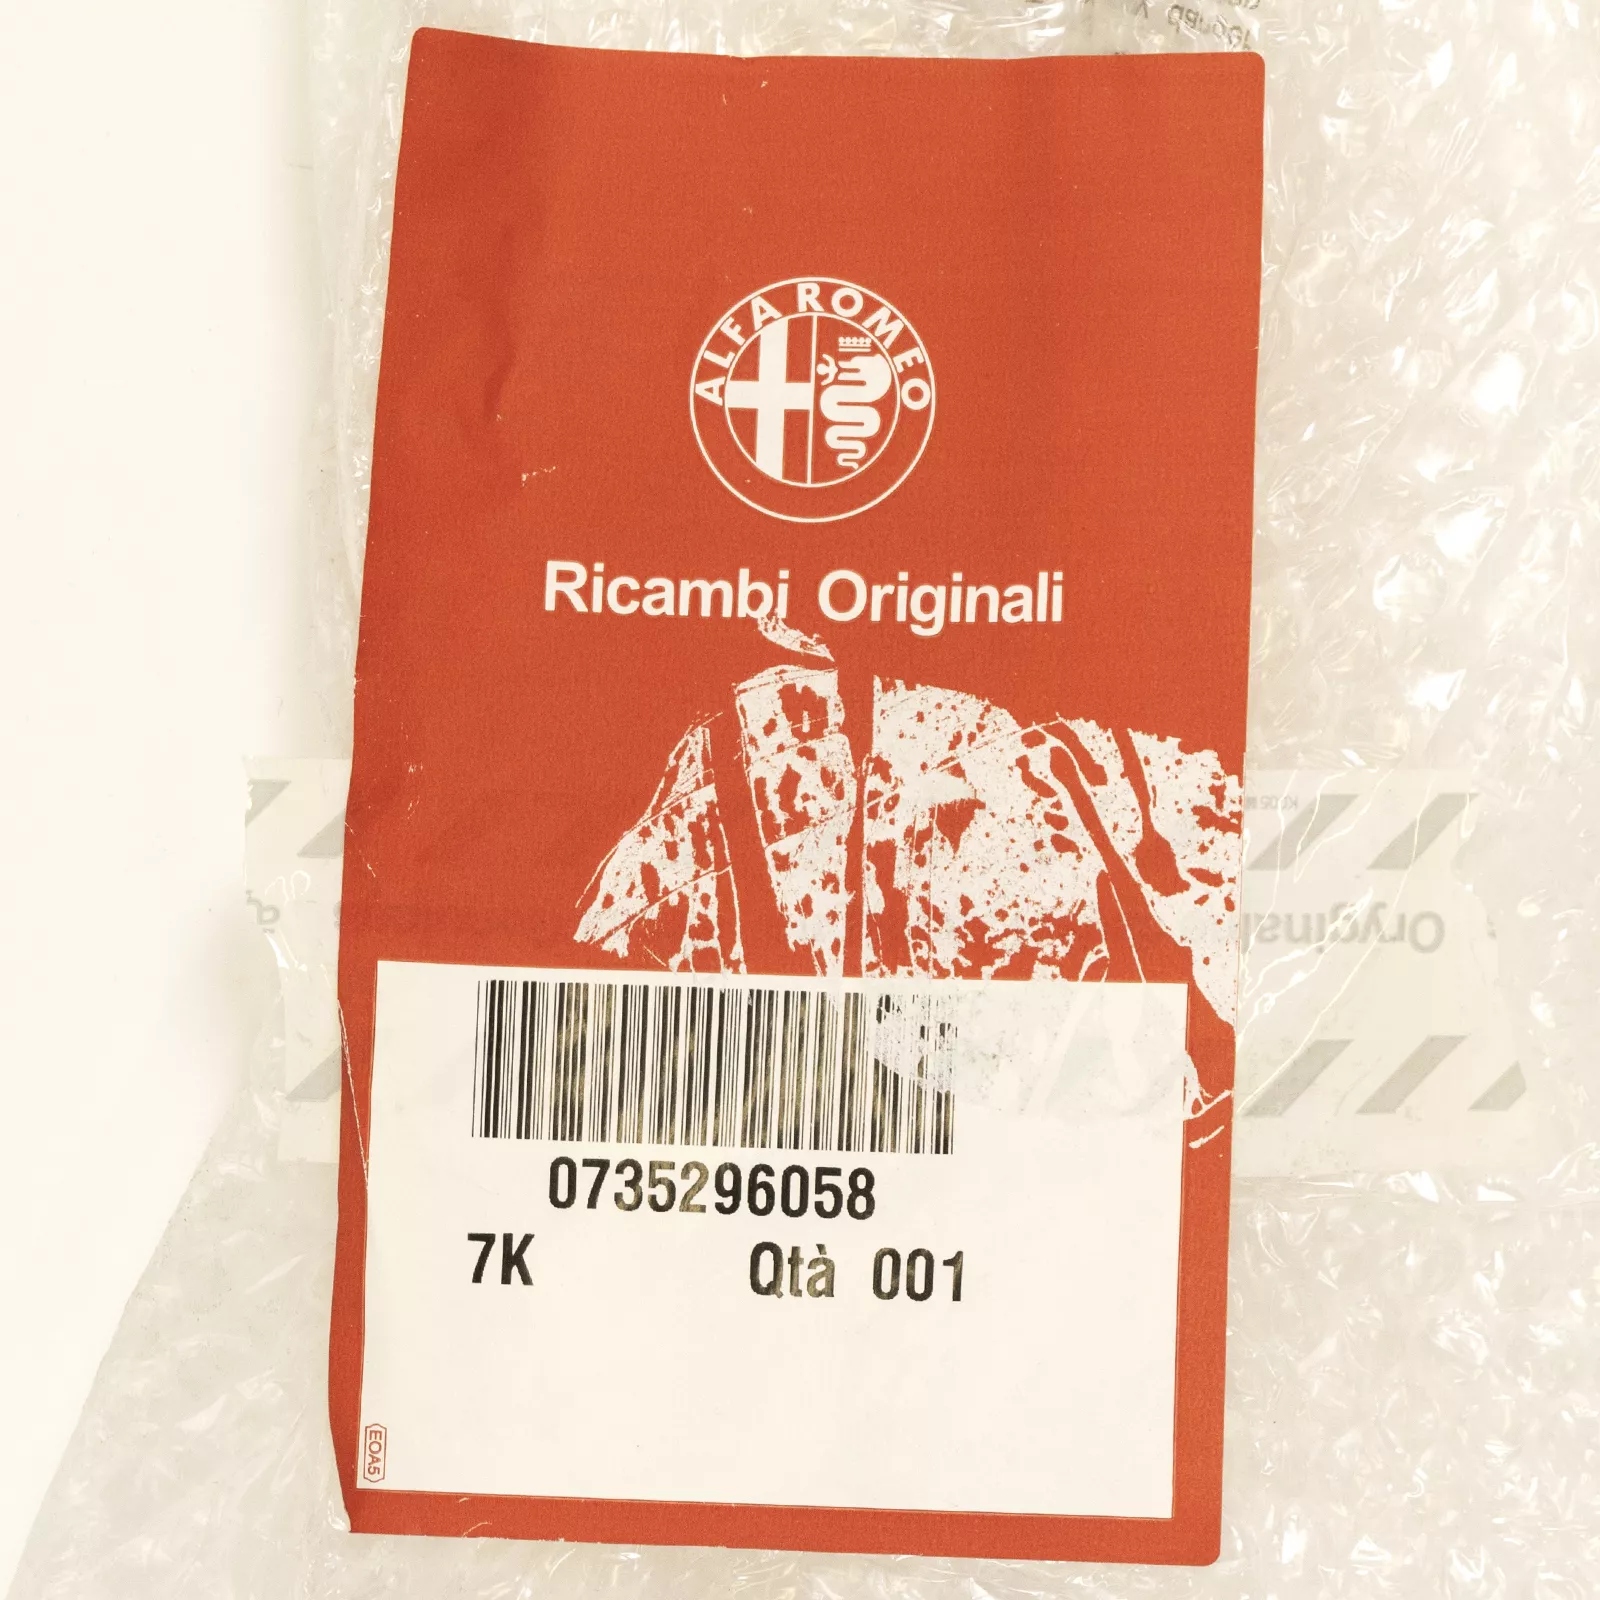 ALFA ROMEO
Ricambi Originali
0735296058
7K Qtà 001
EOA5